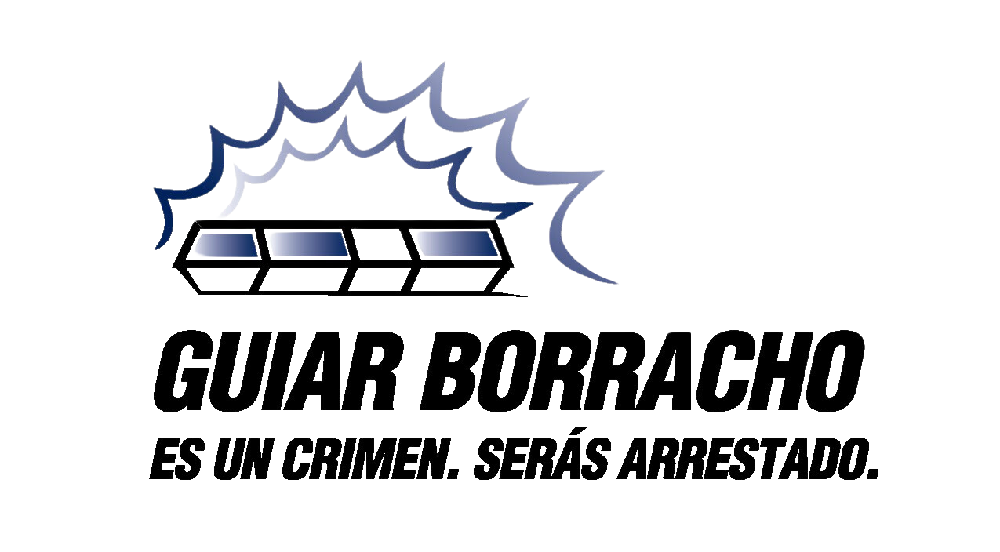 GUIAR BORRACHO
ES UN CRIMEN. SERÁS ARRESTADO.